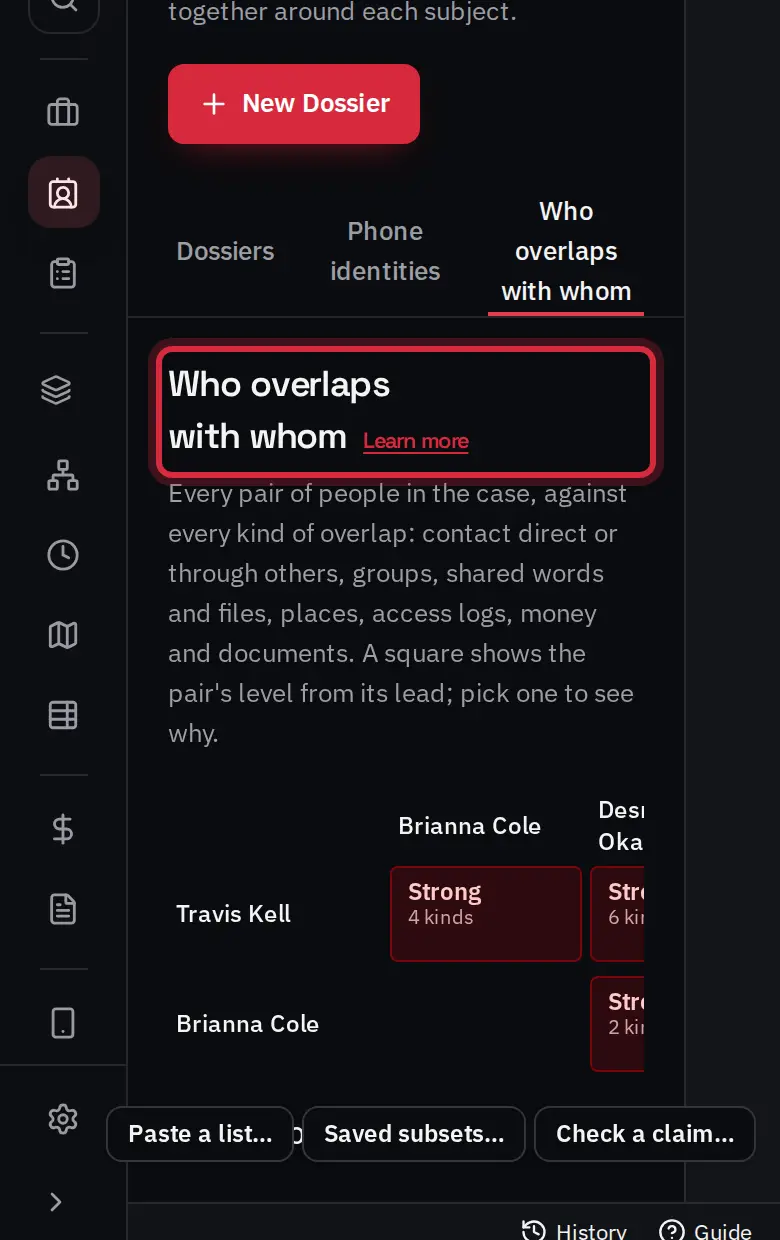 together around each subject.
New Dossier
Dossiers
Phone
identities
Who
overlaps
with whom
Who overlaps
with whom Learn more
Every pair of people in the case, against
every kind of overlap: contact direct or
through others, groups, shared words
and files, places, access logs, money
and documents. A square shows the
pair's level from its lead; pick one to see
why.
Brianna Cole
Travis Kell
Strong
4 kinds
Brianna Cole
Paste a list...
Saved subsets...
Check a claim...
History
Guide